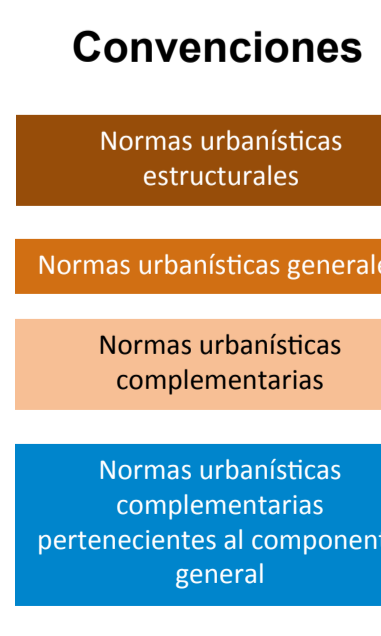 Convenciones
Normas urbanísticas
estructurales
Normas urbanísticas generale
Normas urbanísticas
complementarias
Normas urbanísticas
complementarias
pertenecientes al component
general